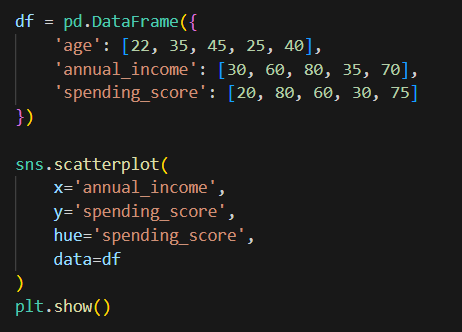 df = pd.DataFrame({
    'age': [22, 35, 45, 25, 40],
    'annual_income': [30, 60, 80, 35, 70],
    'spending_score': [20, 80, 60, 30, 75]
})

sns.scatterplot(
    x='annual_income',
    y='spending_score',
    hue='spending_score',
    data=df
)
plt.show()